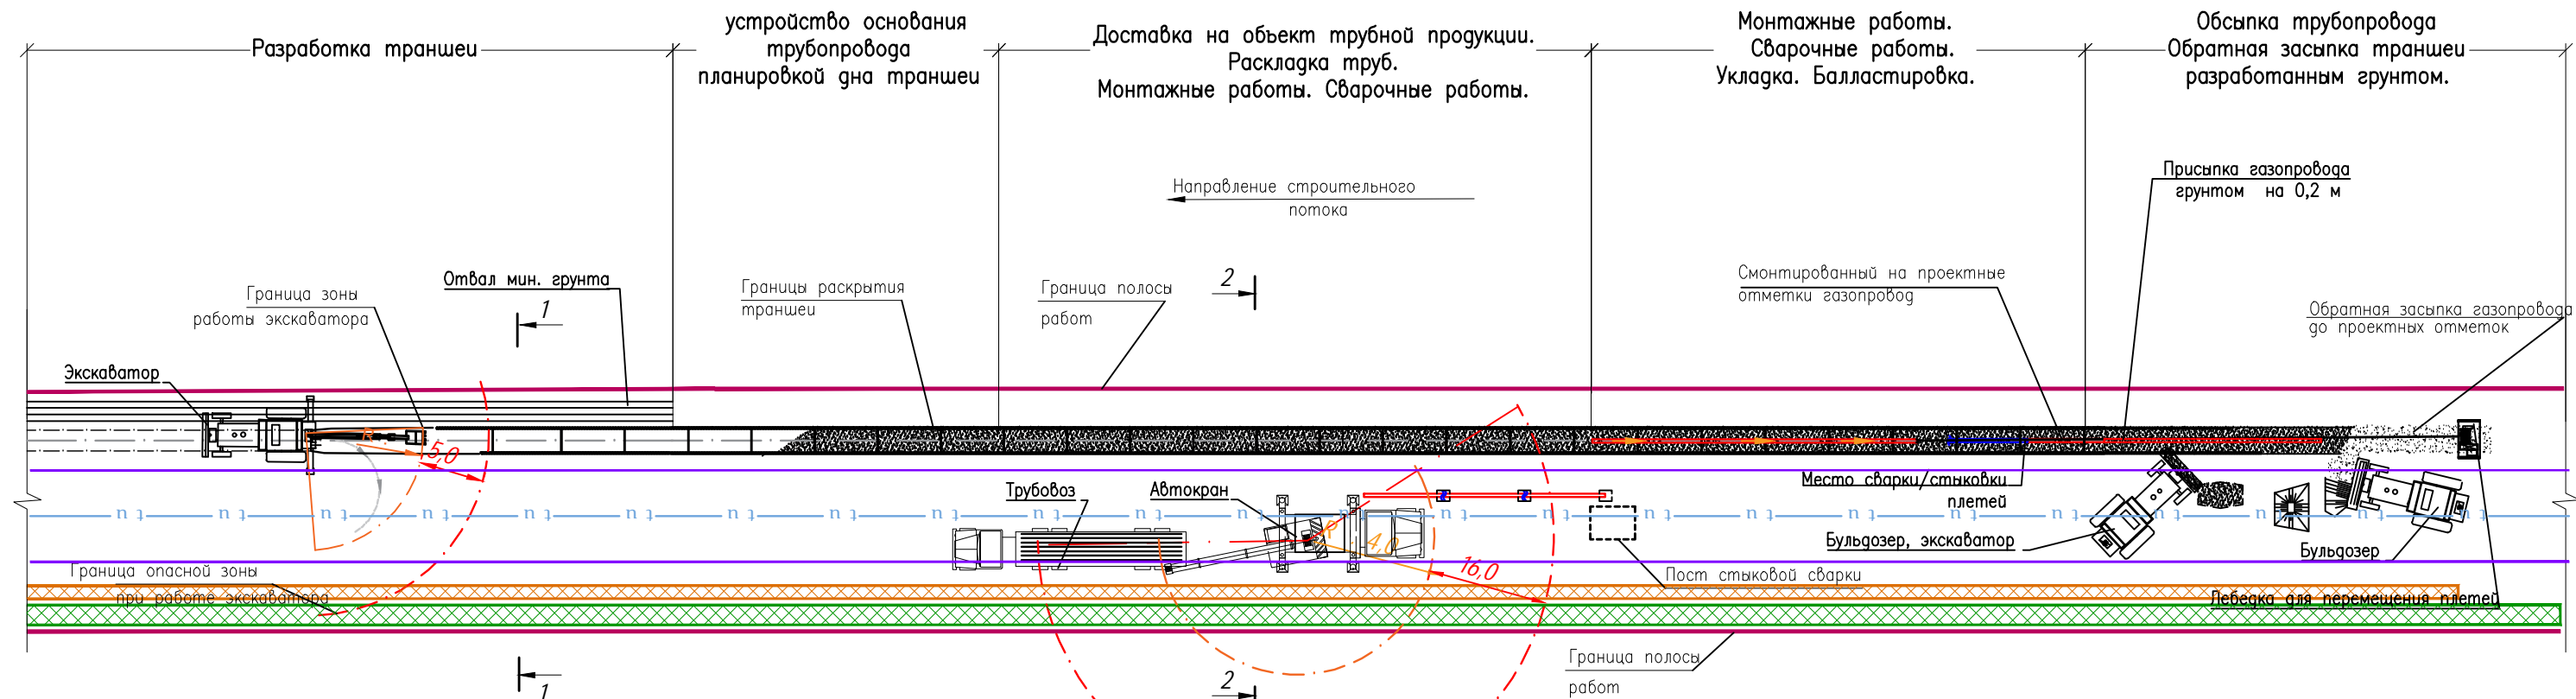 Разработка траншеи
устройство основания
трубопровода
планировкой дна траншеи
Доставка на объект трубной продукции.
Раскладка труб.
Монтажные работы. Сварочные работы.
Монтажные работы.
Сварочные работы.
Укладка. Балластировка.
Обсыпка трубопровода
Обратная засыпка траншеи
разработанным грунтом.
Направление строительного
потока
Присыпка газопровода
грунтом на 0,2 м
Отвал мин. грунта
Граница зоны
работы экскаватора
1
Границы раскрытия
траншеи
Граница полосы
работ
2
Смонтированный на проектные
отметки газопровод
Обратная засыпка газопровода
до проектных отметок
Экскаватор
R
5,0
Трубовоз
Автокран
Место сварки/стыковки
плетей
R
4,0
16,0
Бульдозер, экскаватор
Бульдозер
Пост стыковой сварки
Граница опасной зоны
при работе экскаватора
Лебедка для перемещения плетей
Граница полосы
работ
1
2